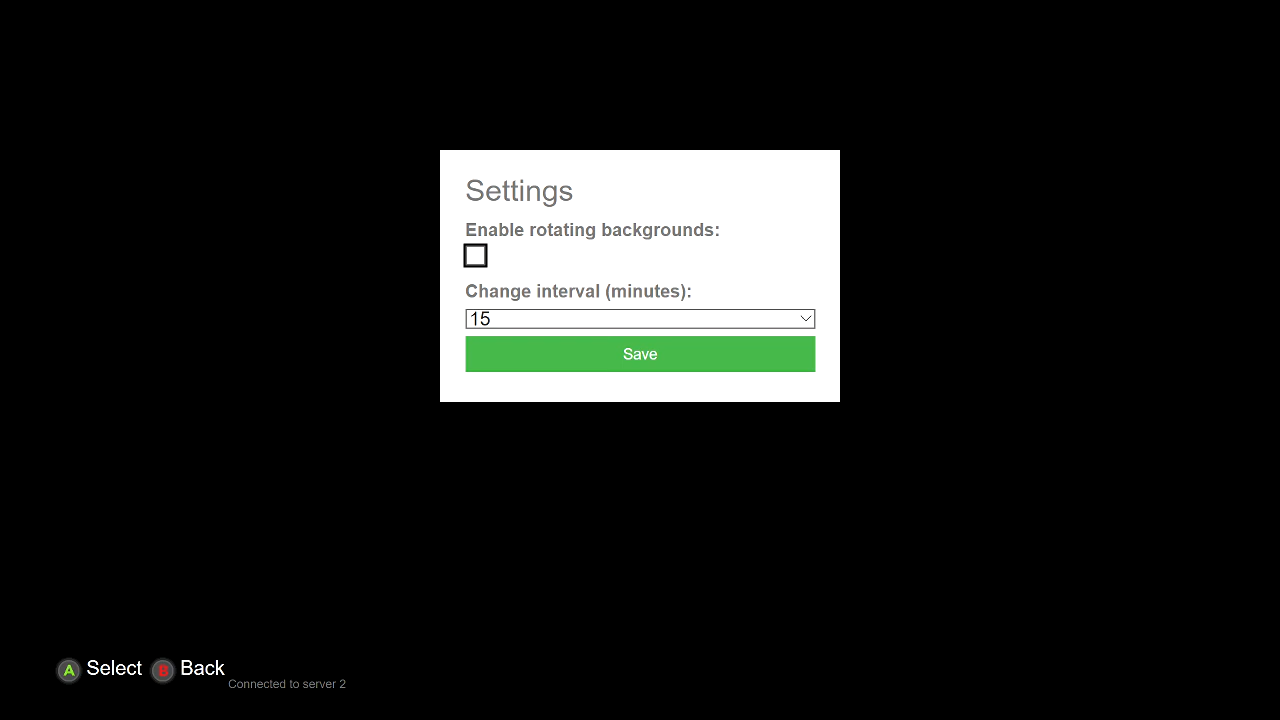 Settings
Enable rotating backgrounds:
Change interval (minutes):
15
Save
A Select B Back
Connected to server 2